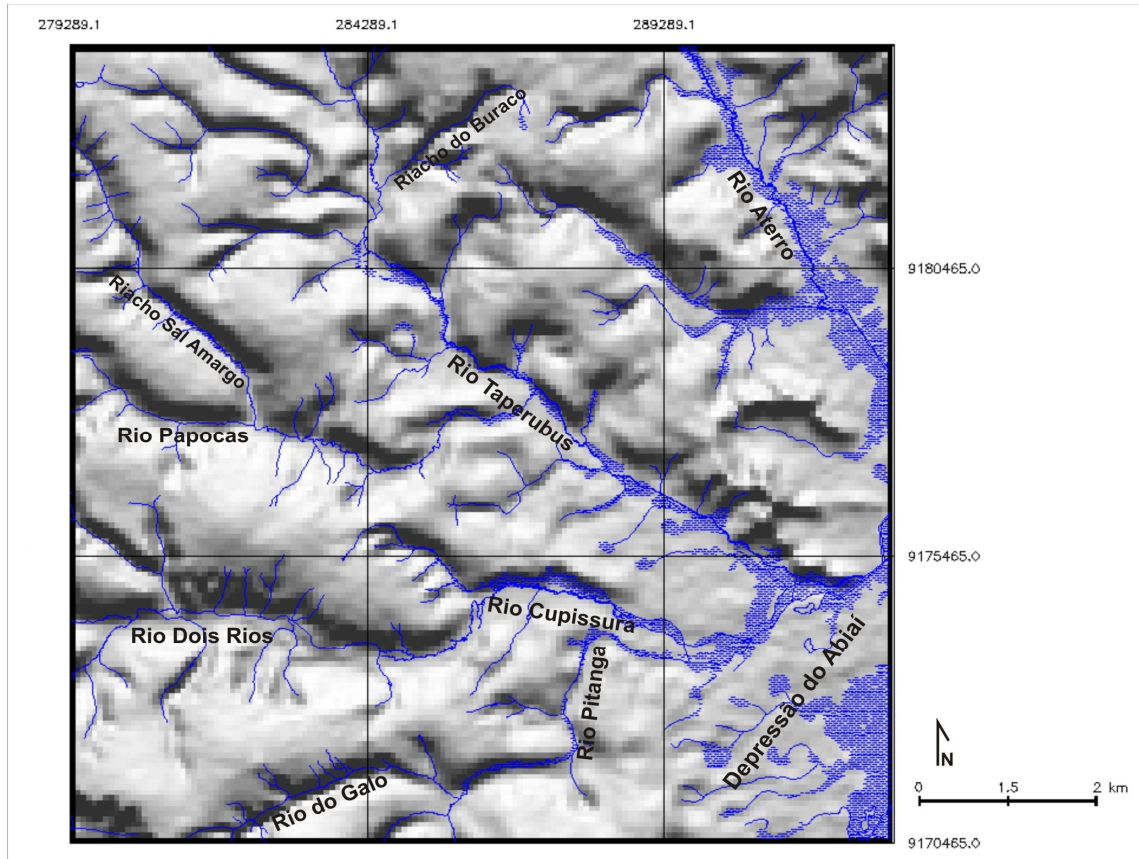 279289.1
284289.1
289289.1
Riacho do Buraco
Rio Aterro
9180465.0
Riacho Sal Amargo
Rio Taperubus
Rio Papocas
9175465.0
Rio Cupissura
Rio Dois Rios
Rio Pitanga
Depressão do Abiaí
Rio do Galo
N
0 1,5 2 km
9170465.0